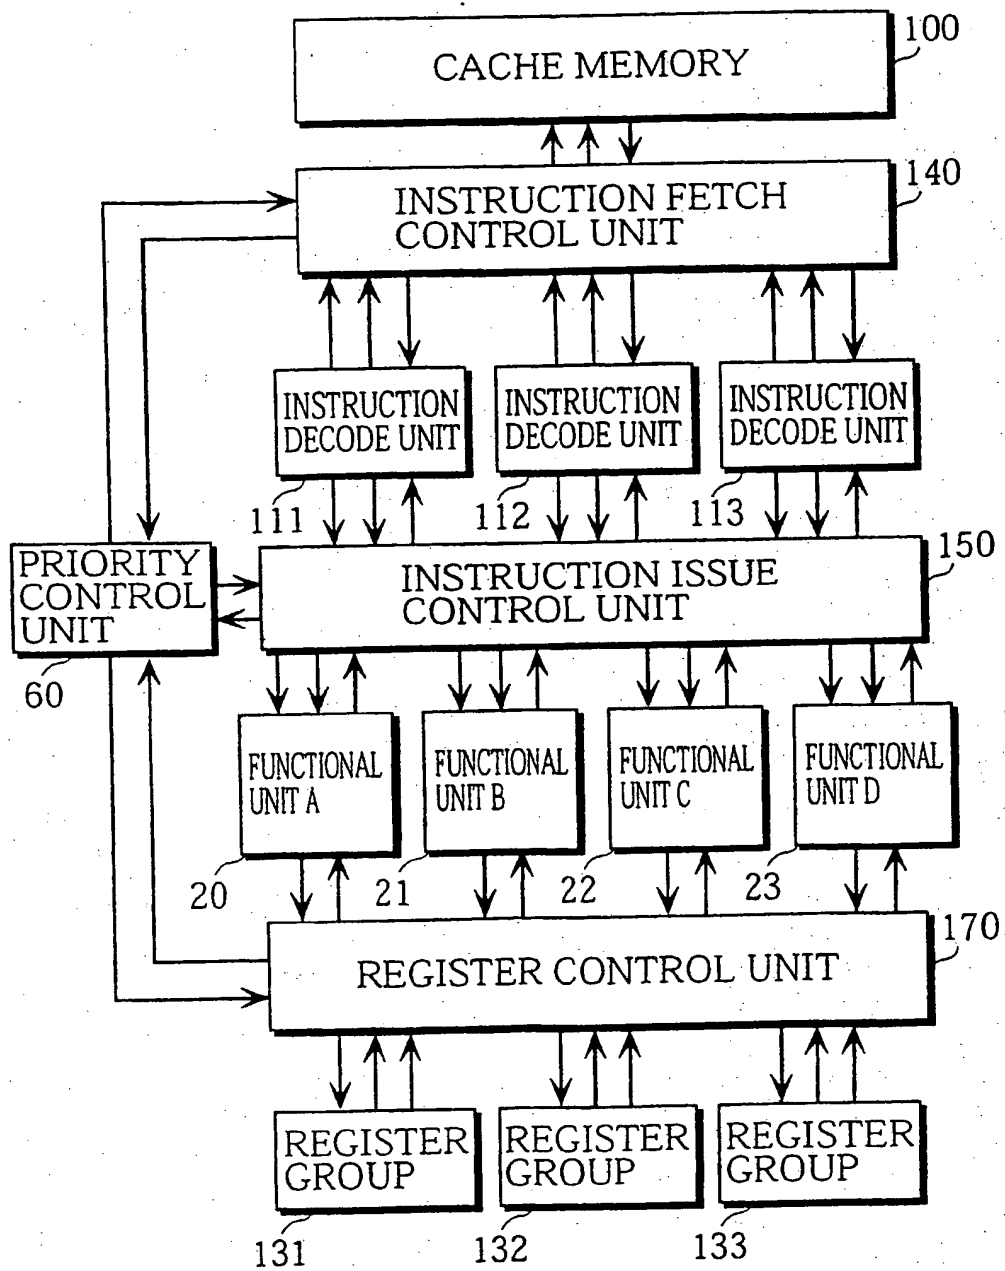 100
CACHE MEMORY
140
INSTRUCTION FETCH
CONTROL UNIT
INSTRUCTION
DECODE UNIT
111
INSTRUCTION
DECODE UNIT
112
INSTRUCTION
DECODE UNIT
113
PRIORITY
CONTROL
UNIT
60
150
INSTRUCTION ISSUE
CONTROL UNIT
FUNCTIONAL
UNIT A
20
FUNCTIONAL
UNIT B
21
FUNCTIONAL
UNIT C
22
FUNCTIONAL
UNIT D
23
170
REGISTER CONTROL UNIT
REGISTER
GROUP
131
REGISTER
GROUP
132
REGISTER
GROUP
133